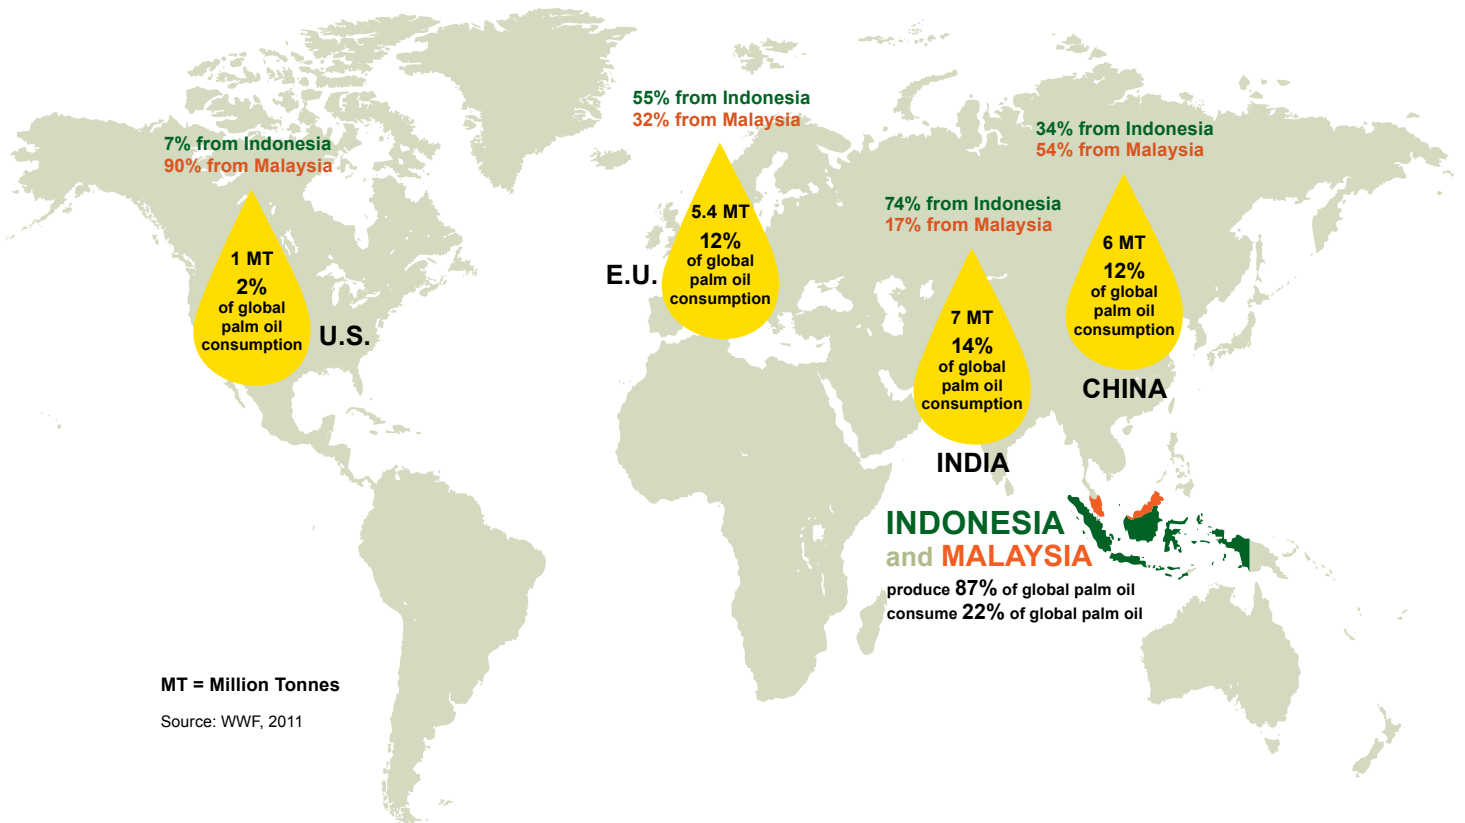 7% from Indonesia
90% from Malaysia
1 MT
2%
of global
palm oil
consumption
U.S.
55% from Indonesia
32% from Malaysia
5.4 MT
12%
of global
palm oil
consumption
E.U.
74% from Indonesia
17% from Malaysia
7 MT
14%
of global
palm oil
consumption
INDIA
34% from Indonesia
54% from Malaysia
6 MT
12%
of global
palm oil
consumption
CHINA
INDONESIA
and MALAYSIA
produce 87% of global palm oil
consume 22% of global palm oil
MT = Million Tonnes
Source: WWF, 2011